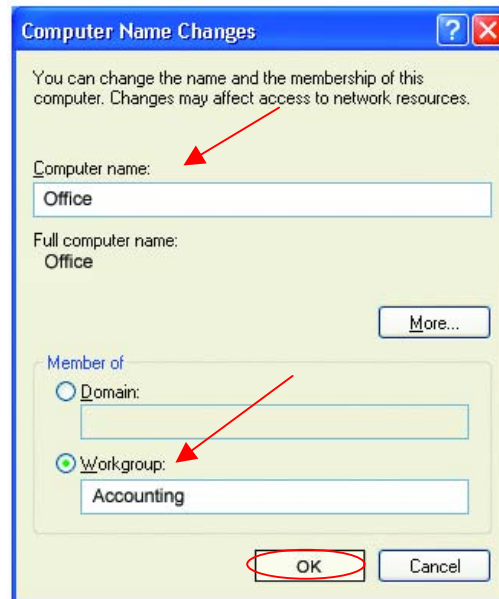 Computer Name Changes
?
X
You can change the name and the membership of this
computer. Changes may affect access to network resources.
Computer name:
Office
Full computer name:
Office
More...
Member of
Domain:
Workgroup:
Accounting
OK
Cancel